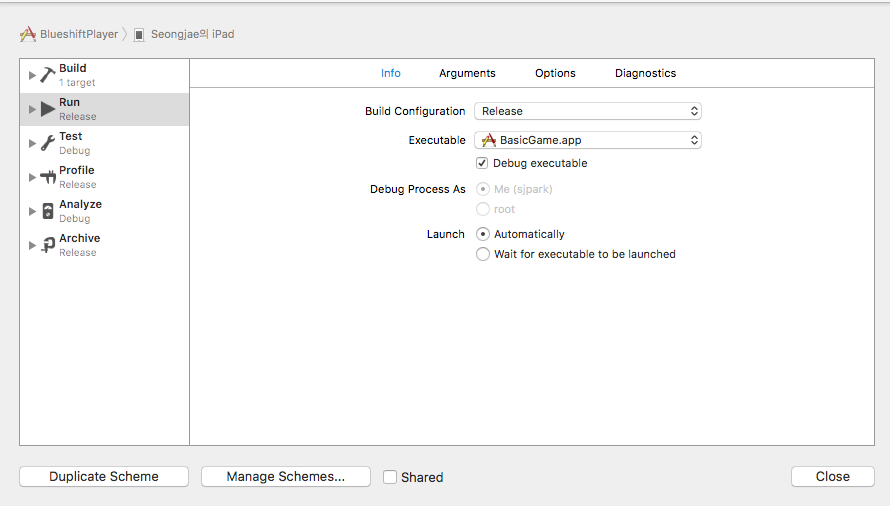 BlueshiftPlayer
Seongjae의 iPad
Build
1 target
Run
Release
Test
Debug
Profile
Release
Analyze
Debug
Archive
Release
Info Arguments Options Diagnostics
Build Configuration Release
Executable BasicGame.app
Debug executable
Debug Process As Me (sjpark)
root
Launch Automatically
Wait for executable to be launched
Duplicate Scheme Manage Schemes... Shared Close